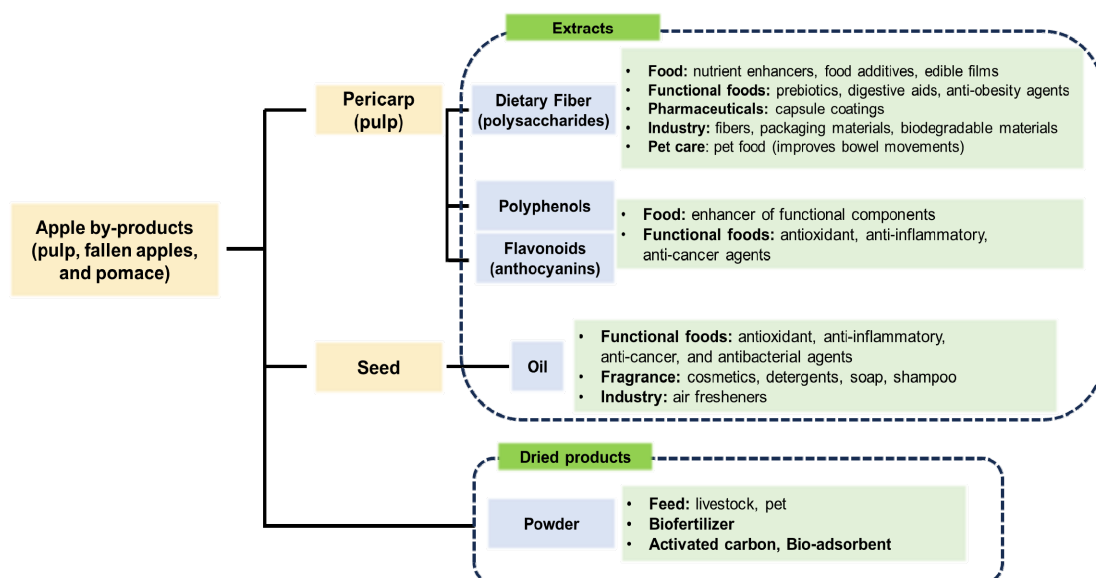 Extracts
Apple by-products
(pulp, fallen apples,
and pomace)
Pericarp
(pulp)
Dietary Fiber
(polysaccharides)
• Food: nutrient enhancers, food additives, edible films
• Functional foods: prebiotics, digestive aids, anti-obesity agents
• Pharmaceuticals: capsule coatings
• Industry: fibers, packaging materials, biodegradable materials
• Pet care: pet food (improves bowel movements)
Polyphenols
Flavonoids
(anthocyanins)
• Food: enhancer of functional components
• Functional foods: antioxidant, anti-inflammatory,
anti-cancer agents
Seed
Oil
• Functional foods: antioxidant, anti-inflammatory,
anti-cancer, and antibacterial agents
• Fragrance: cosmetics, detergents, soap, shampoo
• Industry: air fresheners
Dried products
Powder
• Feed: livestock, pet
• Biofertilizer
• Activated carbon, Bio-adsorbent